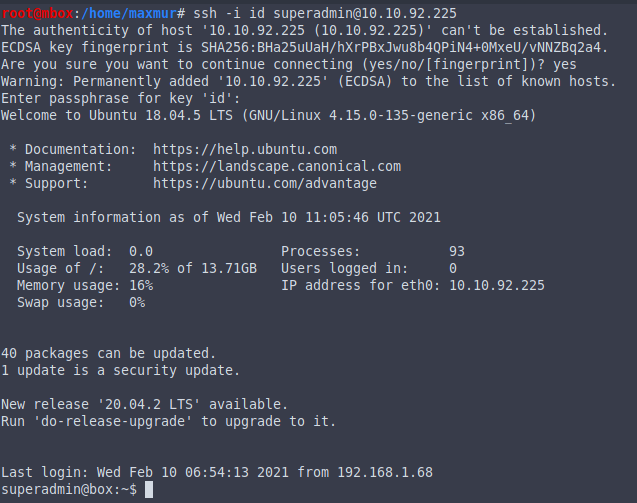 root@mbox:/home/maxmur# ssh -i id superadmin@10.10.92.225
The authenticity of host '10.10.92.225 (10.10.92.225)' can't be established.
ECDSA key fingerprint is SHA256:BHa25uUaH/hXrPBxJwu8b4QPiN4+0MxeU/vNNZBq2a4.
Are you sure you want to continue connecting (yes/no/[fingerprint])? yes
Warning: Permanently added '10.10.92.225' (ECDSA) to the list of known hosts.
Enter passphrase for key 'id':
Welcome to Ubuntu 18.04.5 LTS (GNU/Linux 4.15.0-135-generic x86_64)

 * Documentation:  https://help.ubuntu.com
 * Management:     https://landscape.canonical.com
 * Support:        https://ubuntu.com/advantage

  System information as of Wed Feb 10 11:05:46 UTC 2021

  System load:  0.0                Processes:           93
  Usage of /:   28.2% of 13.71GB   Users logged in:     0
  Memory usage: 16%                IP address for eth0: 10.10.92.225
  Swap usage:   0%

40 packages can be updated.
1 update is a security update.

New release '20.04.2 LTS' available.
Run 'do-release-upgrade' to upgrade to it.

Last login: Wed Feb 10 06:54:13 2021 from 192.168.1.68
superadmin@box:~$